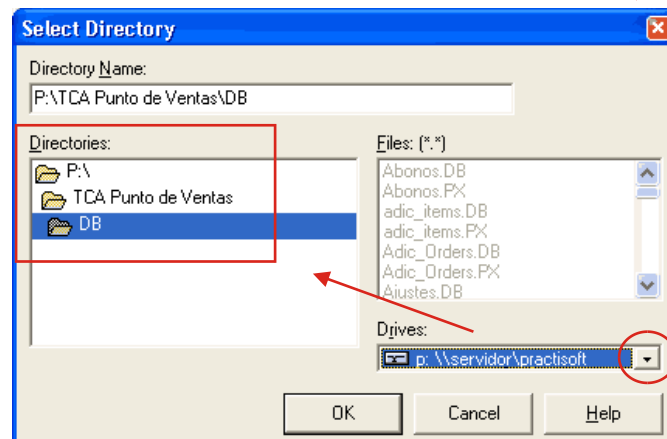 Select Directory
Directory Name:
P:\TCA Punto de Ventas\DB
Directories:
P:\
TCA Punto de Ventas
DB
Files: (*.*)
Abonos.DB
Abonos.PX
adic_items.DB
adic_items.PX
Adic_Orders.DB
Adic_Orders.PX
Ajustes.DB
Drives:
p: \\servidor\practisoft
OK
Cancel
Help